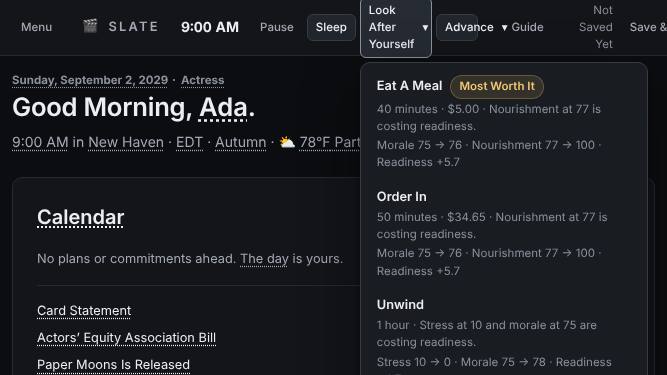 Menu
SLATE
9:00 AM
Pause
Sleep
Look After Yourself ▾
Advance ▾
Guide
Not Saved Yet
Save &
Sunday, September 2, 2029 · Actress
Good Morning, Ada.
9:00 AM in New Haven · EDT · Autumn · ⛅ 78°F Part
Calendar
No plans or commitments ahead. The day is yours.
Card Statement
Actors’ Equity Association Bill
Paper Moons Is Released
Eat A Meal Most Worth It
40 minutes · $5.00 · Nourishment at 77 is
costing readiness.
Morale 75 → 76 · Nourishment 77 → 100 ·
Readiness +5.7
Order In
50 minutes · $34.65 · Nourishment at 77 is
costing readiness.
Morale 75 → 76 · Nourishment 77 → 100 ·
Readiness +5.7
Unwind
1 hour · Stress at 10 and morale at 75 are
costing readiness.
Stress 10 → 0 · Morale 75 → 78 · Readiness